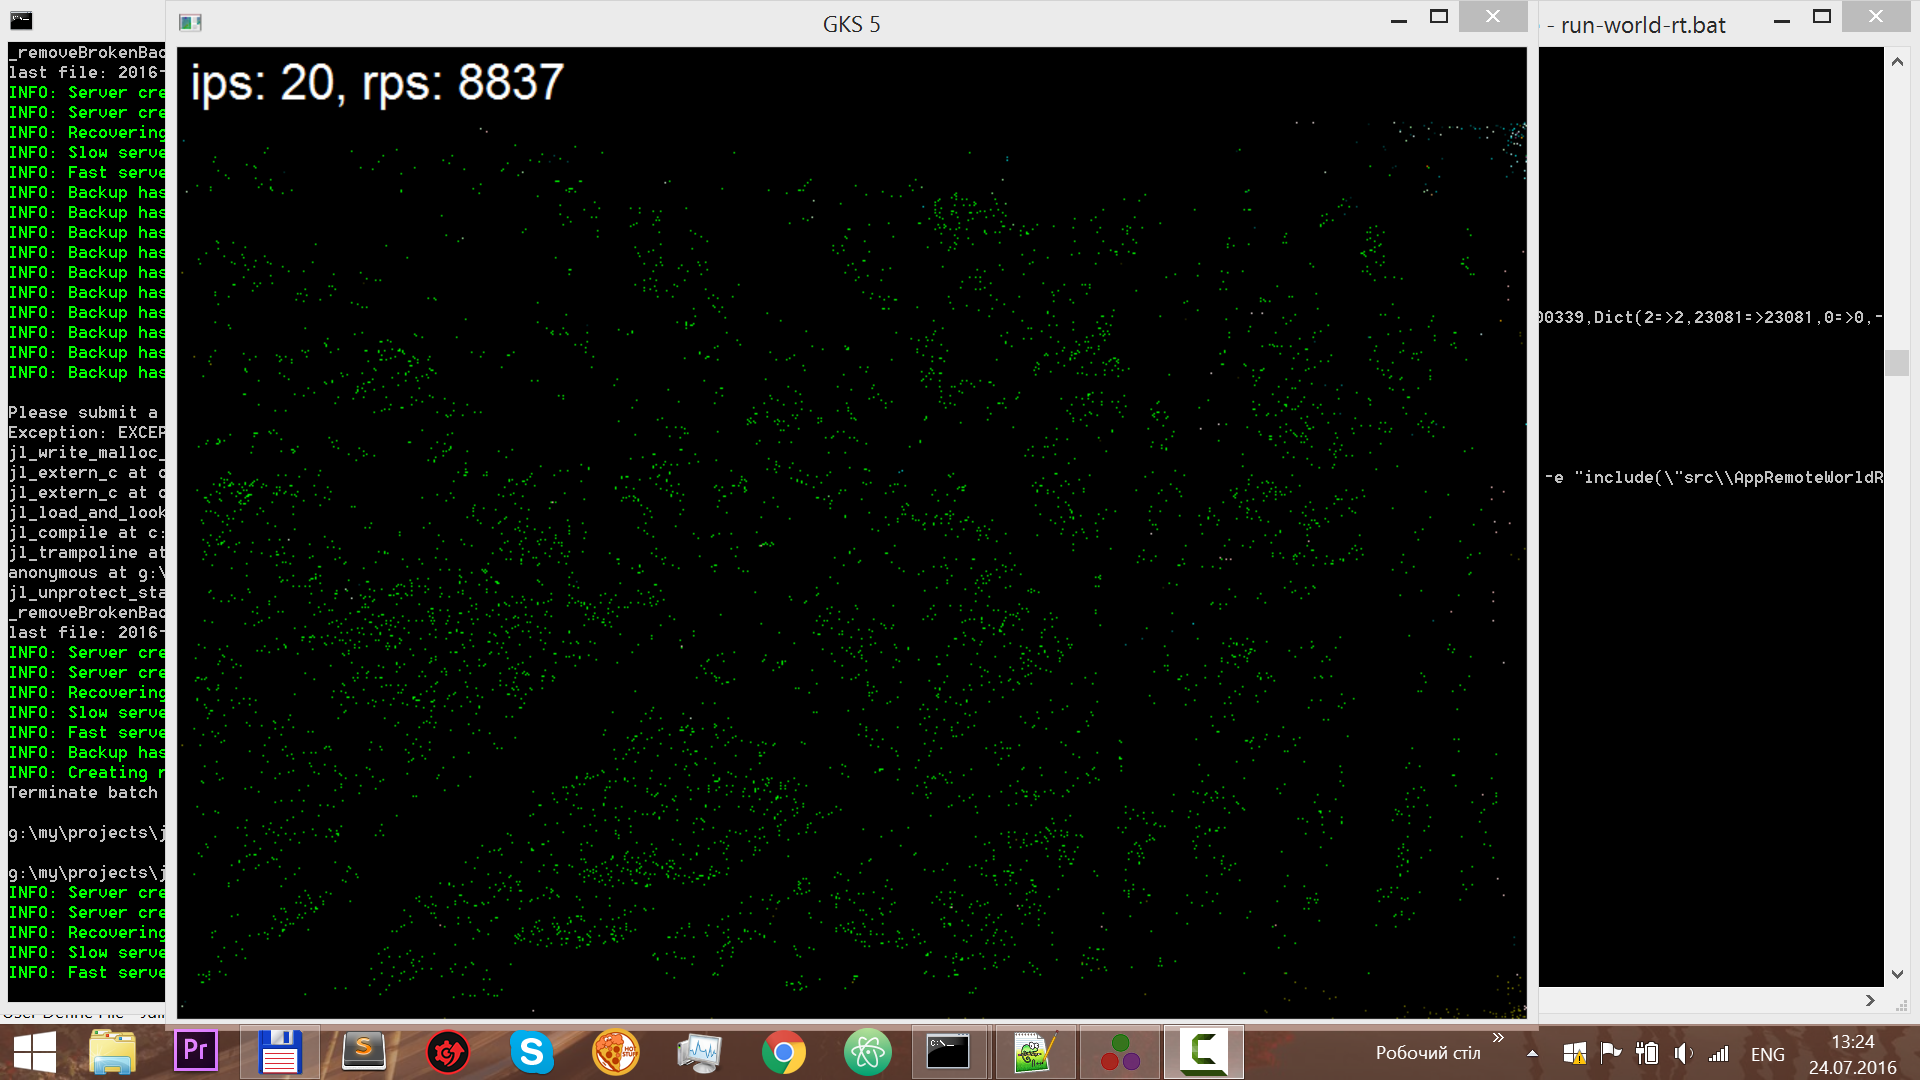 GKS 5
- run-world-rt.bat
ips: 20, rps: 8837
_removeBrokenBac
last file: 2016-
INFO: Server cre
INFO: Server cre
INFO: Recovering
INFO: Slow serve
INFO: Fast serve
INFO: Backup has
INFO: Backup has
INFO: Backup has
INFO: Backup has
INFO: Backup has
INFO: Backup has
INFO: Backup has
INFO: Backup has
INFO: Backup has
INFO: Backup has
Please submit a
Exception: EXCEP
jl_write_malloc_
jl_extern_c at c
jl_extern_c at c
jl_load_and_look
jl_compile at c:
jl_trampoline at
anonymous at g:\
jl_unprotect_sta
_removeBrokenBac
last file: 2016-
INFO: Server cre
INFO: Server cre
INFO: Recovering
INFO: Slow serve
INFO: Fast serve
INFO: Backup has
INFO: Creating r
Terminate batch
g:\my\projects\j
g:\my\projects\j
INFO: Server cre
INFO: Server cre
INFO: Recovering
INFO: Slow serve
INFO: Fast serve
00339,Dict(2=>2,23081=>23081,0=>0,-
-e "include(\"src\\AppRemoteWorldR
Pr
S
S
HOT STUFF
C:\_
C
Робочий стіл
»
ENG
13:24
24.07.2016